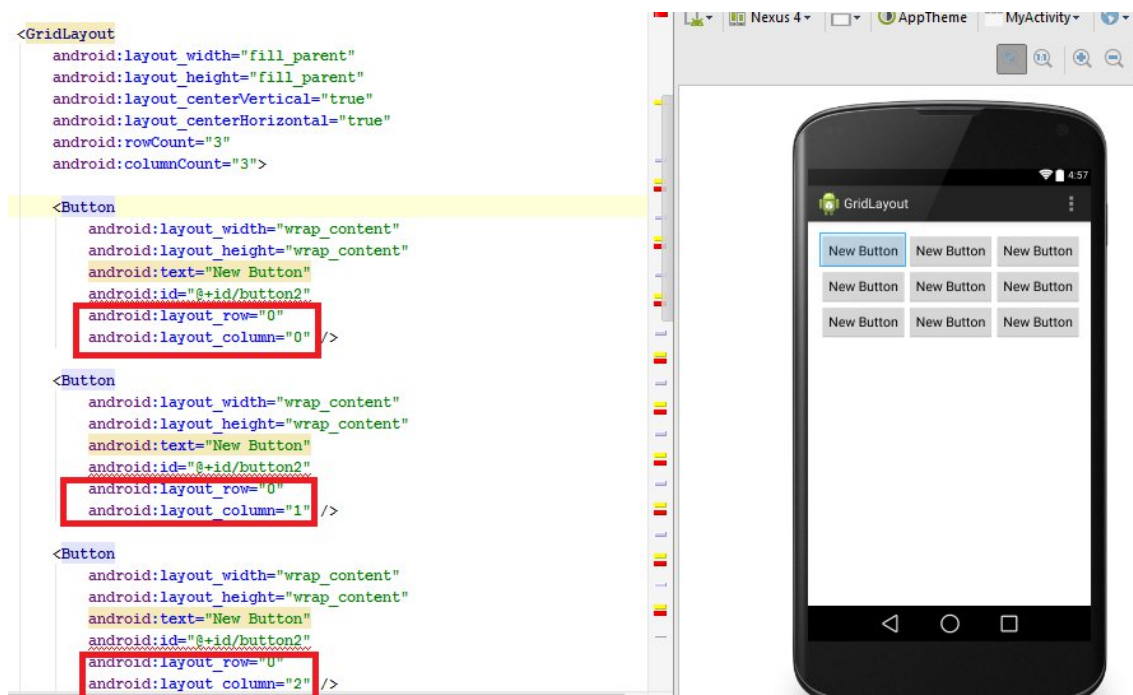 <GridLayout
android:layout_width="fill_parent"
android:layout_height="fill_parent"
android:layout_centerVertical="true"
android:layout_centerHorizontal="true"
android:rowCount="3"
android:columnCount="3">
<Button
android:layout_width="wrap_content"
android:layout_height="wrap_content"
android:text="New Button"
android:id="@+id/button2"
android:layout_row="0"
android:layout_column="0" />
<Button
android:layout_width="wrap_content"
android:layout_height="wrap_content"
android:text="New Button"
android:id="@+id/button2"
android:layout_row="0"
android:layout_column="1" />
<Button
android:layout_width="wrap_content"
android:layout_height="wrap_content"
android:text="New Button"
android:id="@+id/button2"
android:layout_row="0"
android:layout_column="2" />
Nexus 4 AppTheme MyActivity
1:1
4:57
GridLayout
New Button New Button New Button
New Button New Button New Button
New Button New Button New Button